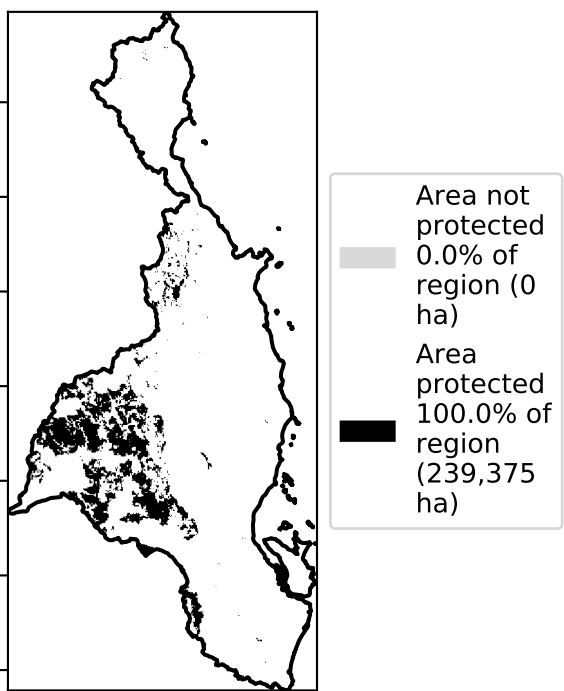 Area not
protected
0.0% of
region (0
ha)
Area
protected
100.0% of
region
(239,375
ha)